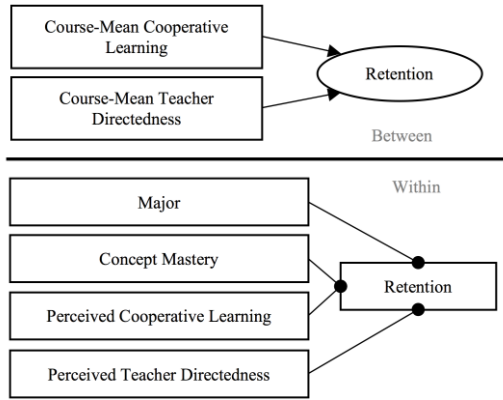 Course-Mean Cooperative
Learning
Course-Mean Teacher
Directedness
Retention
Between
Within
Major
Concept Mastery
Perceived Cooperative Learning
Perceived Teacher Directedness
Retention